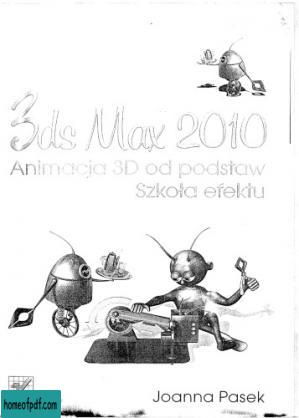 3ds Max 2010
Animacja 3D od podstaw
Szkoła efektu
homeofpdf.com
Joanna Pasek